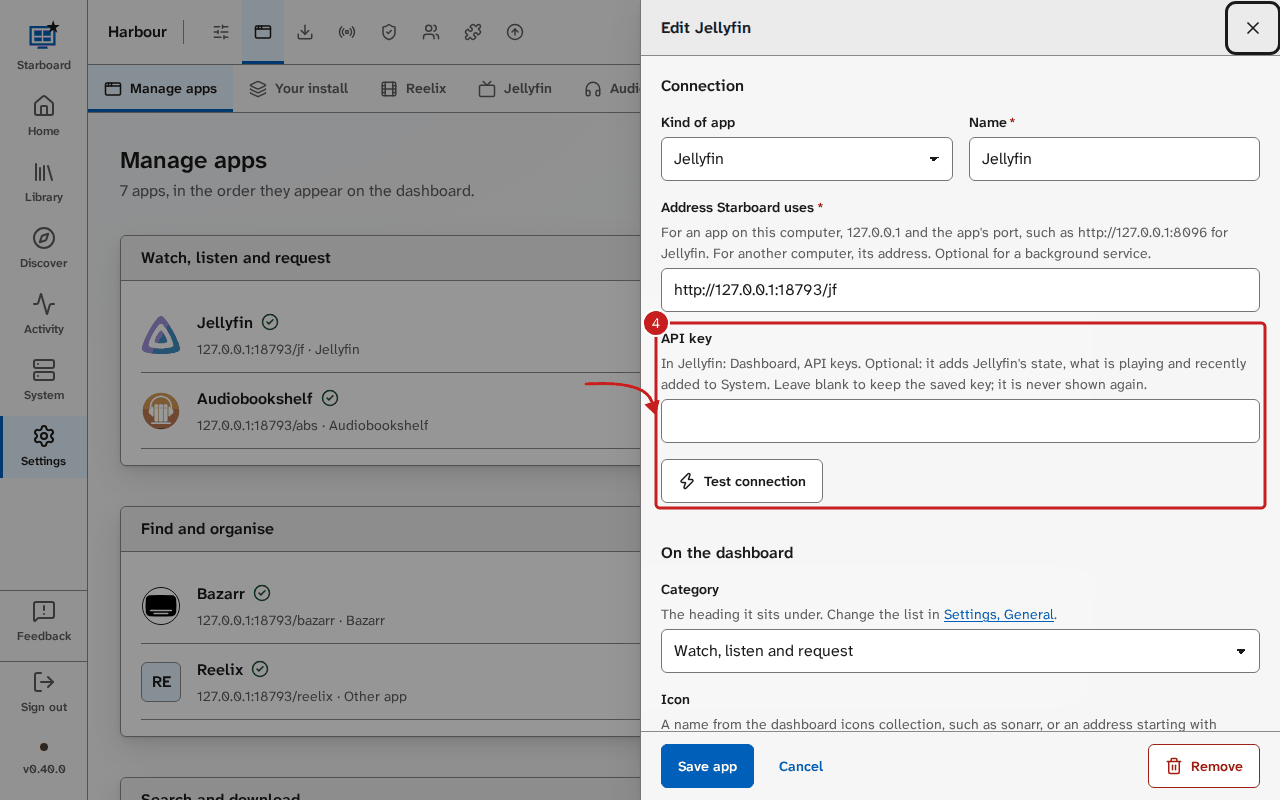 Starboard
Home
Library
Discover
Activity
System
Settings
Feedback
Sign out
v0.40.0
Harbour
Manage apps
Your install
Reelix
Jellyfin
Manage apps
7 apps, in the order they appear on the dashboard.
Watch, listen and request
Jellyfin
127.0.0.1:18793/jf · Jellyfin
Audiobookshelf
127.0.0.1:18793/abs · Audiobookshelf
Find and organise
Bazarr
127.0.0.1:18793/bazarr · Bazarr
RE
Reelix
127.0.0.1:18793/reelix · Other app
Search and download
Edit Jellyfin
Connection
Kind of app
Name *
Jellyfin
Jellyfin
Address Starboard uses *
For an app on this computer, 127.0.0.1 and the app's port, such as http://127.0.0.1:8096 for
Jellyfin. For another computer, its address. Optional for a background service.
http://127.0.0.1:18793/jf
4
API key
In Jellyfin: Dashboard, API keys. Optional: it adds Jellyfin's state, what is playing and recently
added to System. Leave blank to keep the saved key; it is never shown again.
Test connection
On the dashboard
Category
The heading it sits under. Change the list in Settings, General.
Watch, listen and request
Icon
A name from the dashboard icons collection, such as sonarr, or an address starting with
Save app
Cancel
Remove